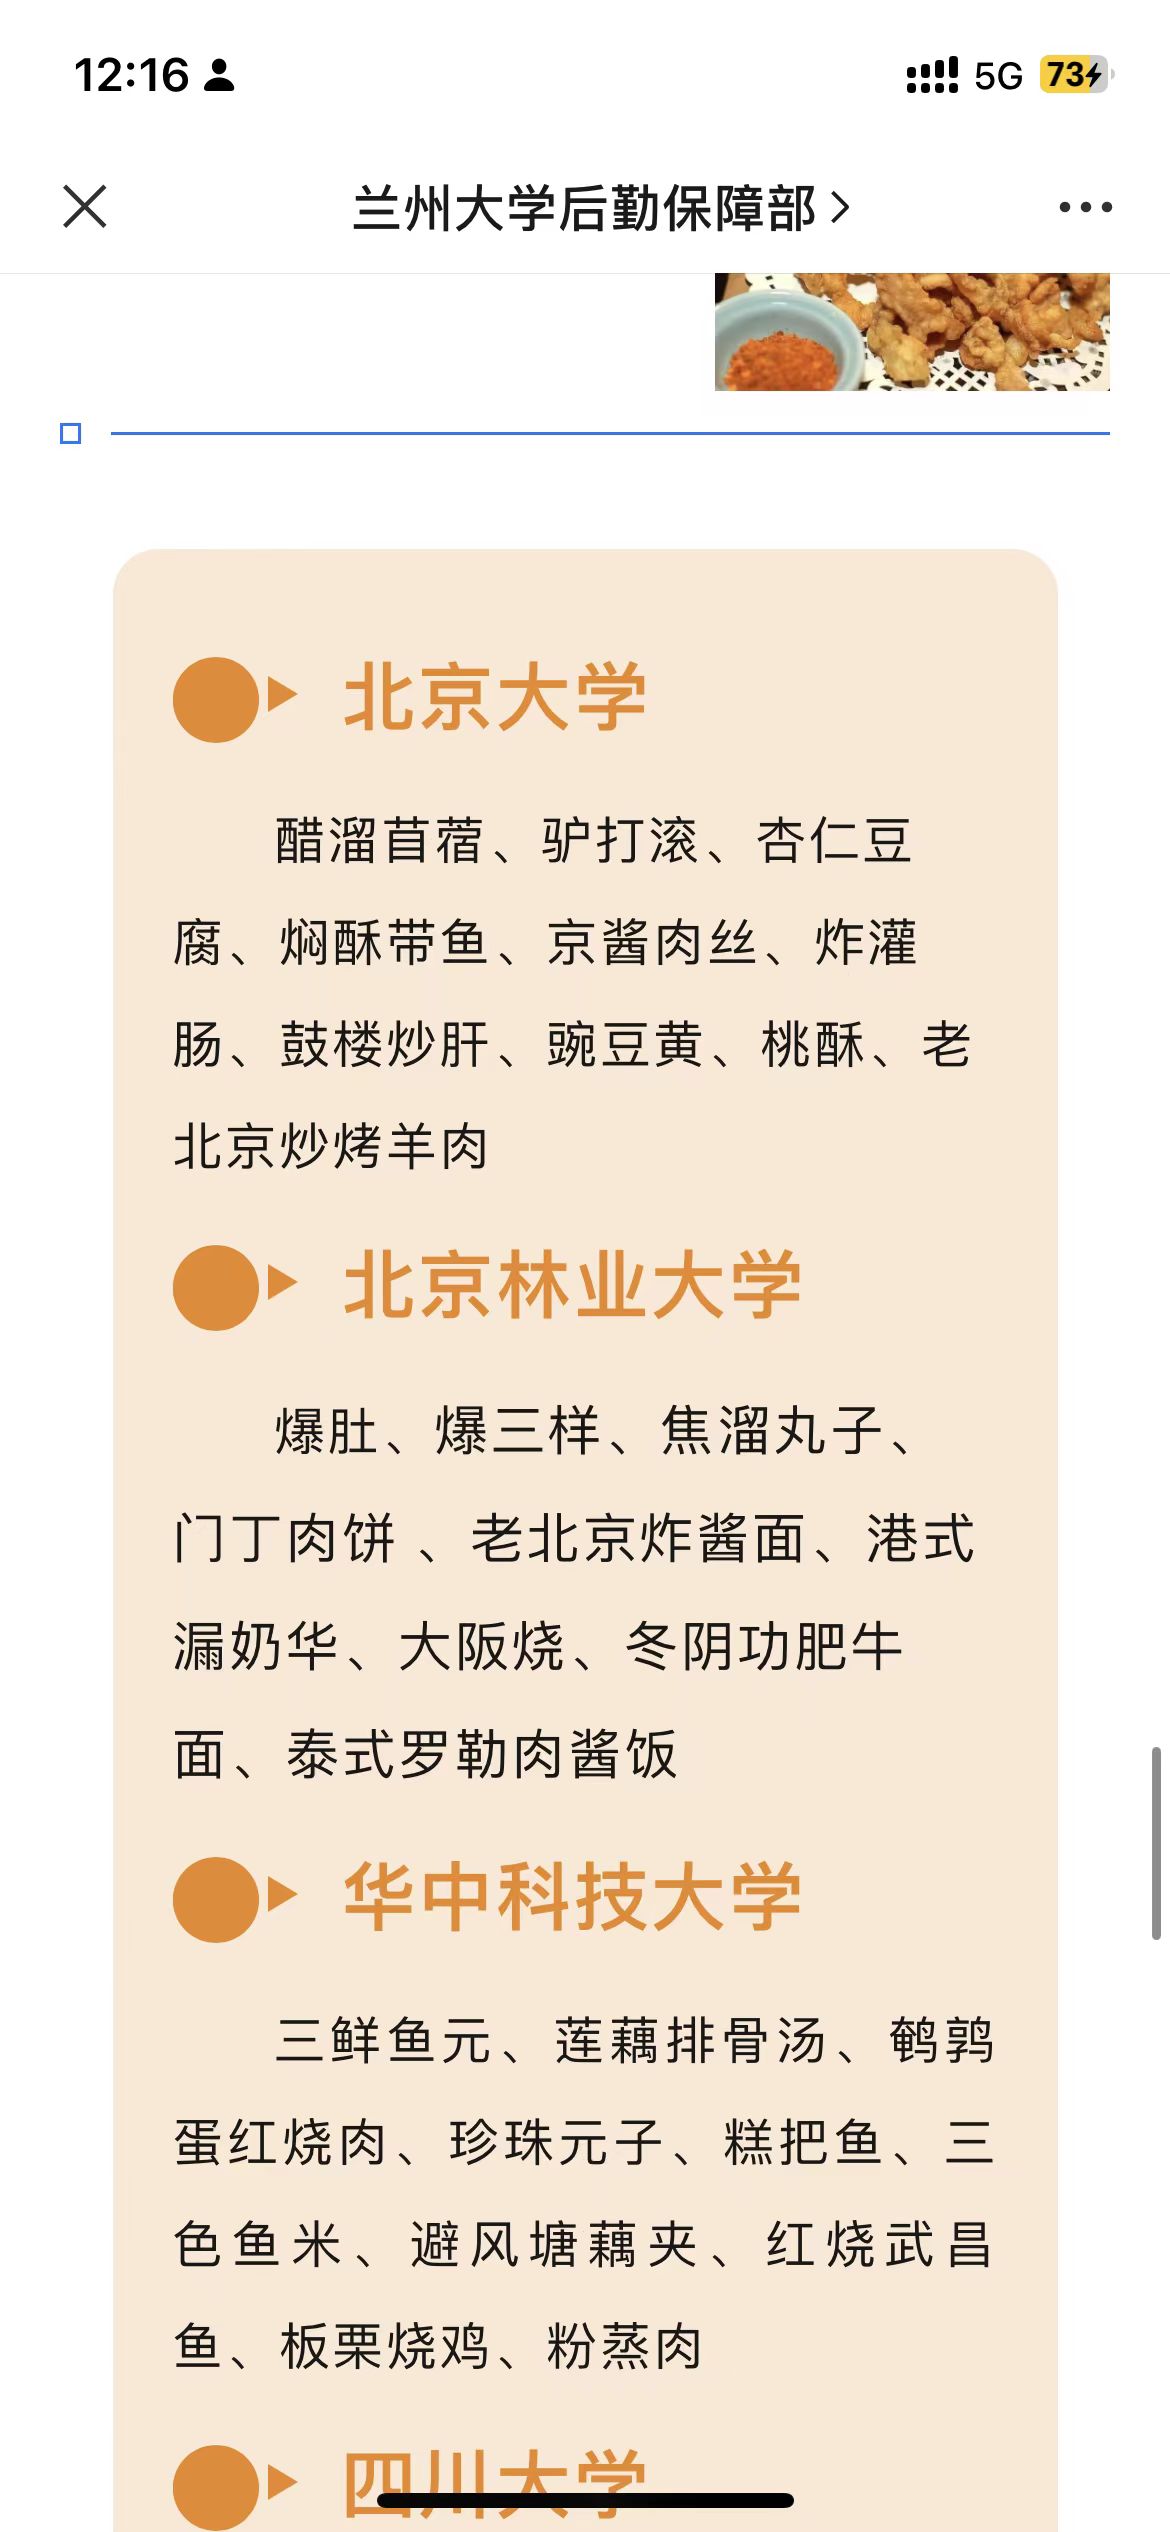 12:16
5G
73
兰州大学后勤保障部
北京大学
醋溜苜蓿、驴打滚、杏仁豆
腐、焖酥带鱼、京酱肉丝、炸灌
肠、鼓楼炒肝、豌豆黄、桃酥、老
北京炒烤羊肉
北京林业大学
爆肚、爆三样、焦溜丸子、
门丁肉饼 、老北京炸酱面、港式
漏奶华、大阪烧、冬阴功肥牛
面、泰式罗勒肉酱饭
华中科技大学
三鲜鱼元、莲藕排骨汤、鹌鹑
蛋红烧肉、珍珠元子、糕把鱼、三
色鱼米、避风塘藕夹、红烧武昌
鱼、板栗烧鸡、粉蒸肉
四川大学